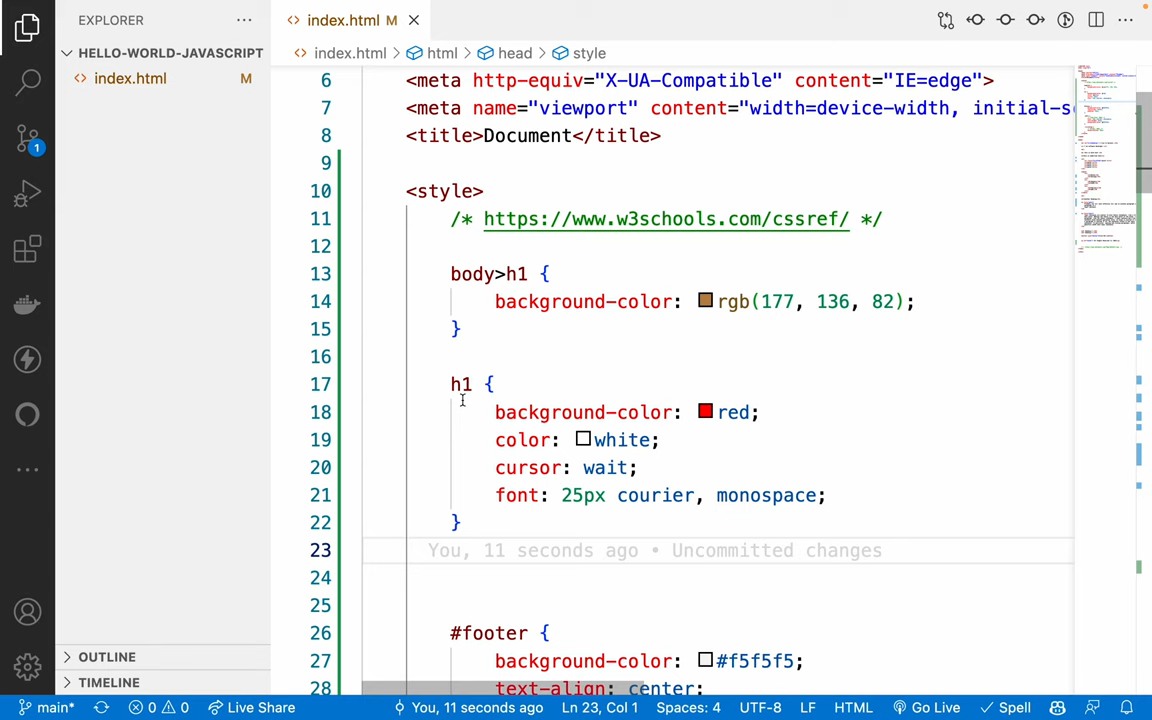 EXPLORER
index.html M
HELLO-WORLD-JAVASCRIPT
index.html M
index.html > html > head > style
6 <meta http-equiv="X-UA-Compatible" content="IE=edge">
7 <meta name="viewport" content="width=device-width, initial-sc
8 <title>Document</title>
9
10 <style>
11 /* https://www.w3schools.com/cssref/ */
12
13 body>h1 {
14 background-color: rgb(177, 136, 82);
15 }
16
17 h1 {
18 background-color: red;
19 color: white;
20 cursor: wait;
21 font: 25px courier, monospace;
22 }
23 You, 11 seconds ago • Uncommitted changes
24
25
26 #footer {
27 background-color: #f5f5f5;
28 text-align: center;
1
OUTLINE
TIMELINE
main* 0 0 Live Share You, 11 seconds ago Ln 23, Col 1 Spaces: 4 UTF-8 LF HTML Go Live Spell